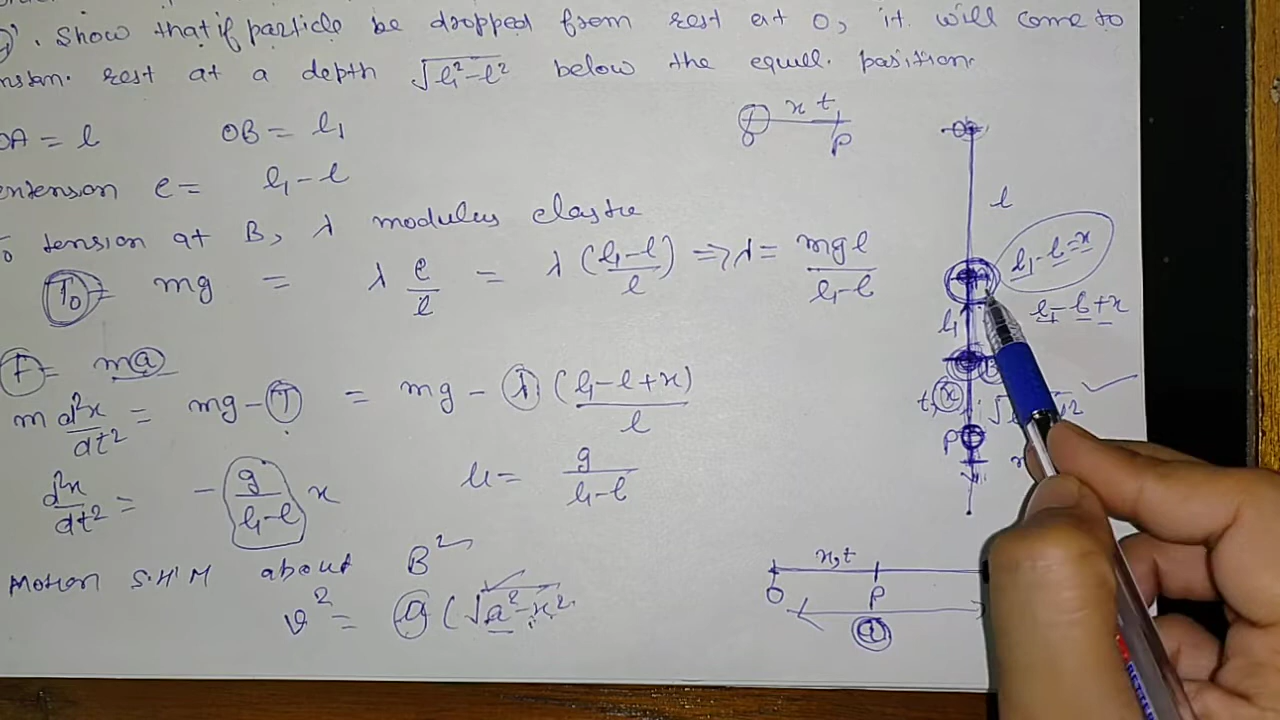 . Show that if particle be dropped from rest at O, it will come to
instan. rest at a depth √l₁²-l² below the equill. position.
OA = l OB = l₁
extension e = l₁ - l
T₀ tension at B, λ modulus elastic
T₀ = mg = λ e/l = λ (l₁-l)/l ⇒ λ = mgl/l₁-l
F = ma
m d²x/dt² = mg - T = mg - λ (l₁-l+x)/l
d²x/dt² = - g/l₁-l x μ = g/l₁-l
Motion S.H.M about B
v² = g (√a²-x²
x t
O P
O
l
l₁-l=x
l₁-l+x
l₁
t, x
P
x,t
O P
a